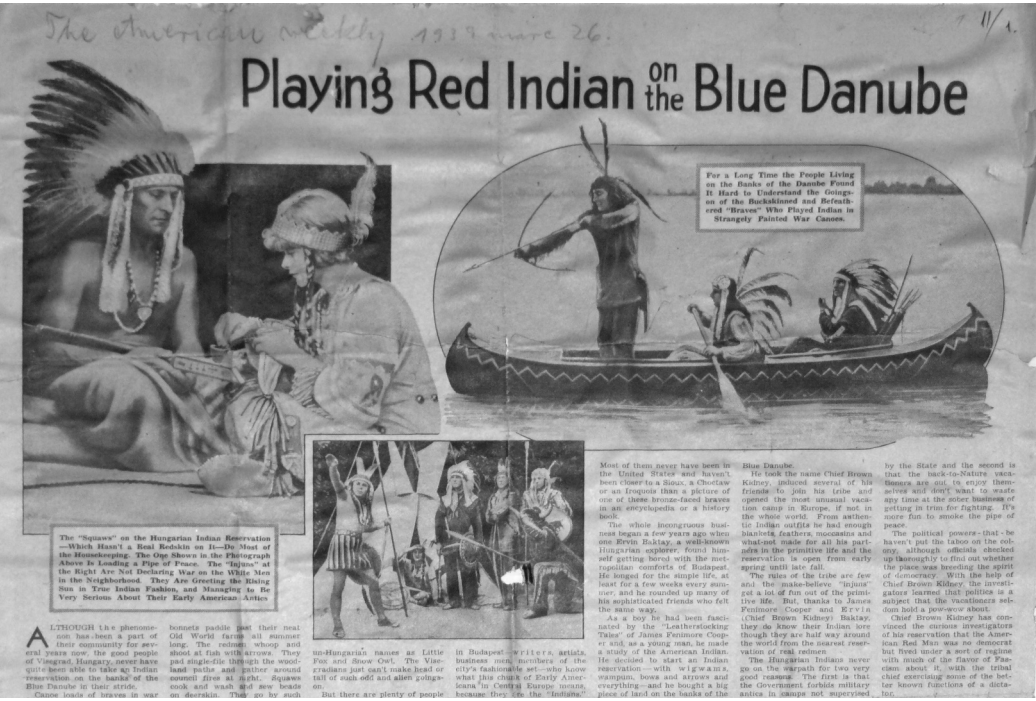 The American weekly 1939 marc 26.
11/1.
Playing Red Indian on the Blue Danube
For a Long Time the People Living
on the Banks of the Danube Found
It Hard to Understand the Goings-
on of the Buckskinned and Befeath-
ered "Braves" Who Played Indian in
Strangely Painted War Canoes.
The "Squaws" on the Hungarian Indian Reservation
—Which Hasn't a Real Redskin on It—Do Most of
the Housekeeping. The One Shown in the Photograph
Above Is Loading a Pipe of Peace. The "Injuns" at
the Right Are Not Declaring War on the White Men
in the Neighborhood. They Are Greeting the Rising
Sun in True Indian Fashion, and Managing to Be
Very Serious About Their Early American Antics
ALTHOUGH the phenome-
non has been a part of
their community for sev-
eral years now, the good people
of Visegrad, Hungary, never have
quite been able to take an Indian
reservation on the banks of the
Blue Danube in their stride.
Canoe loads of braves in war
bonnets paddle past their neat
Old World farms all summer
long. The redmen whoop and
shoot at fish with arrows. They
pad single-file through the wood-
land paths and gather around
council fires at night. Squaws
cook and wash and sew beads
on deerskin. They go by such
un-Hungarian names as Little
Fox and Snow Owl. The Vise-
gradians just can't make head or
tail of such odd and alien goings-
on.
But there are plenty of people
in Budapest—writers, artists,
business men, members of the
city's fashionable set—who know
what this chunk of Early Amer-
icana in Central Europe means,
because they are the "Indians."
Most of them never have been in
the United States and haven't
been closer to a Sioux, a Choctaw
or an Iroquois than a picture of
one of these bronze-faced braves
in an encyclopedia or a history
book.
The whole incongruous busi-
ness began a few years ago when
one Ervin Baktay, a well-known
Hungarian explorer, found him-
self getting bored with the met-
ropolitan comforts of Budapest.
He longed for the simple life, at
least for a few weeks every sum-
mer, and he rounded up many of
his sophisticated friends who felt
the same way.
As a boy he had been fasci-
nated by the "Leatherstocking
Tales" of James Fenimore Coop-
er and, as a young man, he made
a study of the American Indian.
He decided to start an Indian
reservation—with wigwams,
wampum, bows and arrows and
everything—and he bought a big
piece of land on the banks of the
Blue Danube.
He took the name Chief Brown
Kidney, induced several of his
friends to join his tribe and
opened the most unusual vaca-
tion camp in Europe, if not in
the whole world. From authen-
tic Indian outfits he had enough
blankets, feathers, moccasins and
what-not made for all his part-
ners in the primitive life and the
reservation is open from early
spring until late fall.
The rules of the tribe are few
and the make-believe "Injuns"
get a lot of fun out of the primi-
tive life. But, thanks to James
Fenimore Cooper and Ervin
(Chief Brown Kidney) Baktay,
they do know their Indian lore
though they are half way around
the world from the nearest reser-
vation of real redmen.
The Hungarian Indians never
go on the warpath for two very
good reasons. The first is that
the Government forbids military
antics in camps not supervised
by the State and the second is
that the back-to-Nature vaca-
tioners are out to enjoy them-
selves and don't want to waste
any time at the sober business of
getting in trim for fighting. It's
more fun to smoke the pipe of
peace.
The political powers-that-be
haven't put the taboo on the col-
ony, although officials checked
up thoroughly to find out whether
the place was breeding the spirit
of democracy. With the help of
Chief Brown Kidney, the investi-
gators learned that politics is a
subject that the vacationers sel-
dom hold a pow-wow about.
Chief Brown Kidney has con-
vinced the curious investigators
of his reservation that the Amer-
ican Red Man was no democrat
but lived under a sort of regime
with much of the flavor of Fas-
cism about it, with the tribal
chief exercising some of the bet-
ter known functions of a dicta-
tor.